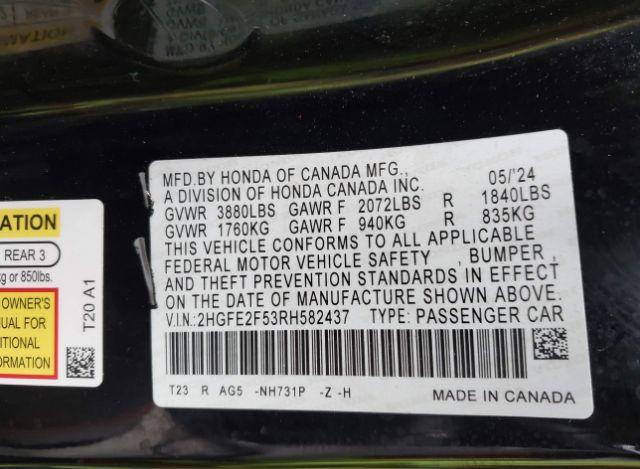 MFD.BY HONDA OF CANADA MFG., 05/'24
A DIVISION OF HONDA CANADA INC.
GVWR 3880LBS GAWR F 2072LBS R 1840LBS
GVWR 1760KG GAWR F 940KG R 835KG
THIS VEHICLE CONFORMS TO ALL APPLICABLE
FEDERAL MOTOR VEHICLE SAFETY , BUMPER ,
AND THEFT PREVENTION STANDARDS IN EFFECT
ON THE DATE OF MANUFACTURE SHOWN ABOVE.
V.I.N.:2HGFE2F53RH582437 TYPE: PASSENGER CAR
T23 R AG5 -NH731P -Z -H
MADE IN CANADA
ATION
REAR 3
kg or 850lbs.
OWNER'S
UAL FOR
ITIONAL
ORMATION
T20 A1